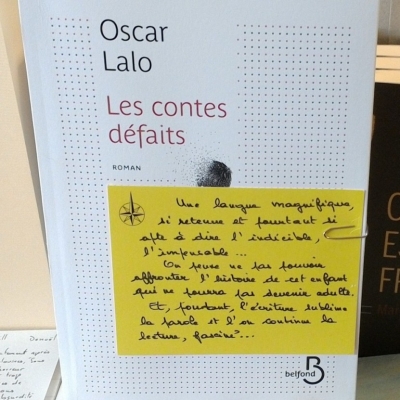 Oscar
Lalo
Les contes
défaits
ROMAN
Une langue magnifique,
si retenue et pourtant si
apte à dire l'indicible,
l'impensable...
On pense ne pas pouvoir
affronter l'histoire de cet enfant
qui ne pourra pas devenir adulte.
Et, pourtant, l'écriture sublime
la parole et l'on continue la
lecture, fasciné...
belfond